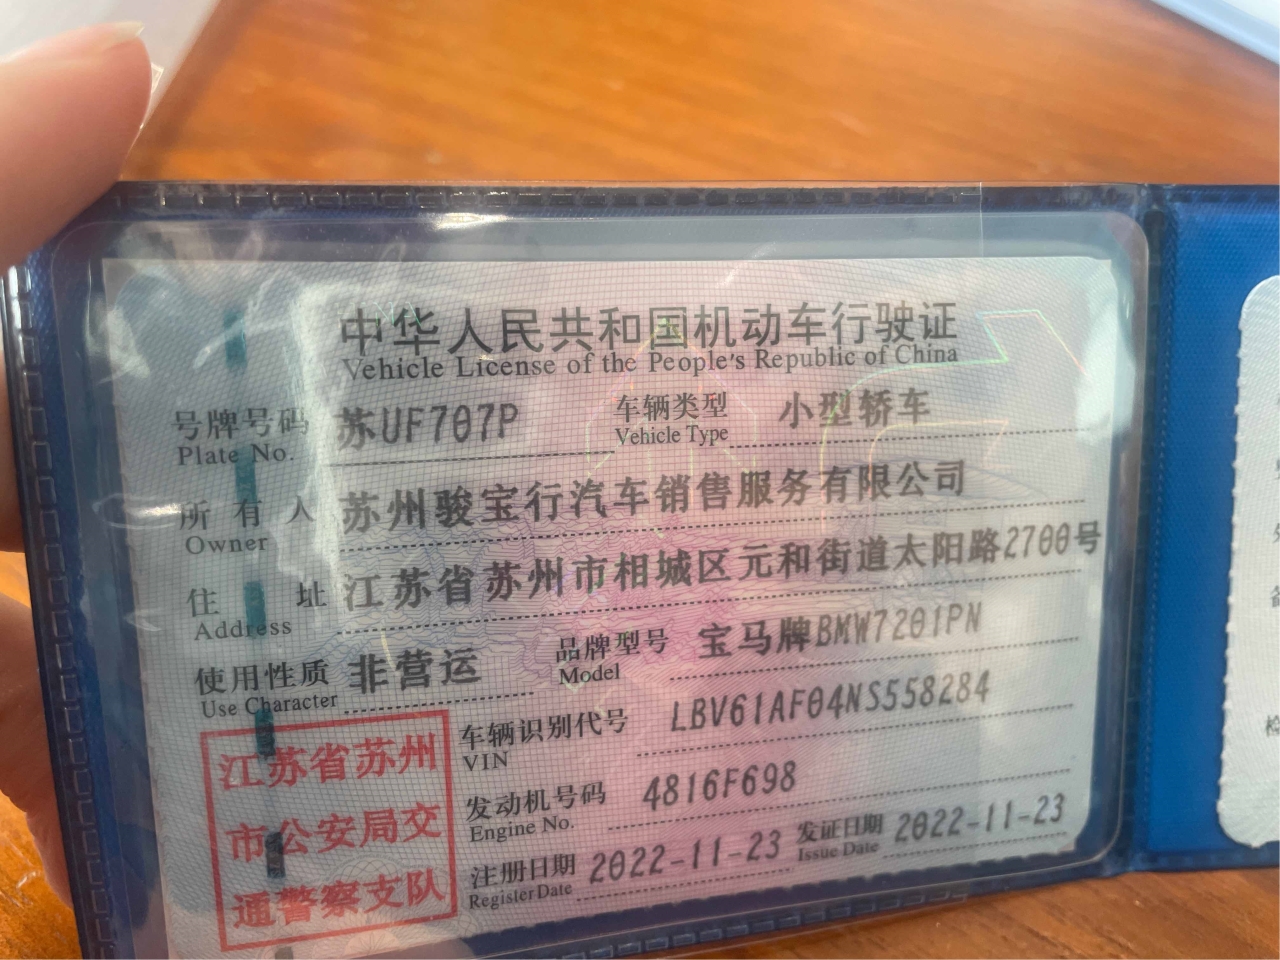 中华人民共和国机动车行驶证
Vehicle License of the People's Republic of China
号牌号码 苏UF707P 车辆类型 小型轿车
Plate No. Vehicle Type
所有人 苏州骏宝行汽车销售服务有限公司
Owner
住址 江苏省苏州市相城区元和街道太阳路2700号
Address
使用性质 非营运 品牌型号 宝马牌BMW7201PN
Use Character Model
车辆识别代号 LBV61AF04NS558284
VIN
发动机号码 4816F698
Engine No.
注册日期 2022-11-23 发证日期 2022-11-23
Register Date Issue Date
江苏省苏州
市公安局交
通警察支队